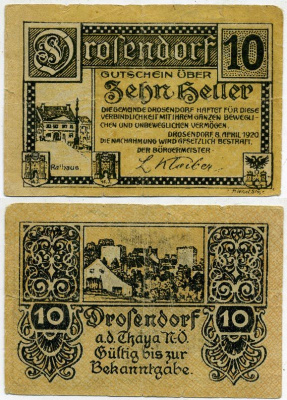 Drosendorf 10
GUTSCHEIN ÜBER
Zehn Heller
DIE GEMEINDE DROSENDORF HAFTET FÜR DIESE
VERBINDLICHKEIT MIT IHREM GANZEN BEWEGLI-
CHEN UND UNBEWEGLICHEN VERMÖGEN.
DROSENDORF 8. APRIL 1920
DIE NACHAHMUNG WIRD GESETZLICH BESTRAFT.
DER BÜRGERMEISTER
Rathaus
10 Drosendorf 10
a.d. Thaya N.Ö.
Gültig bis zur
Bekanntgabe.